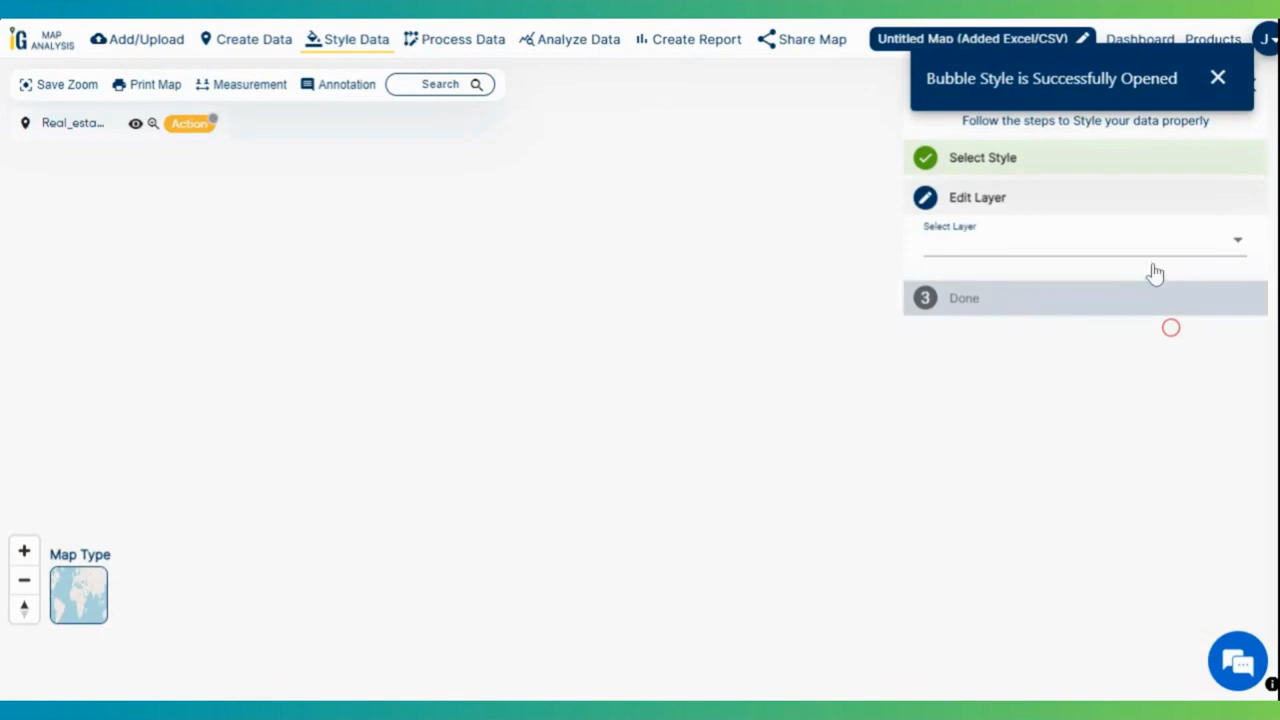 iG MAP ANALYSIS
Add/Upload
Create Data
Style Data
Process Data
Analyze Data
Create Report
Share Map
Untitled Map (Added Excel/CSV)
Dashboard
Products
J
Save Zoom
Print Map
Measurement
Annotation
Search
Bubble Style is Successfully Opened
Real_esta...
Action
Follow the steps to Style your data properly
Select Style
Edit Layer
Select Layer
3 Done
Map Type